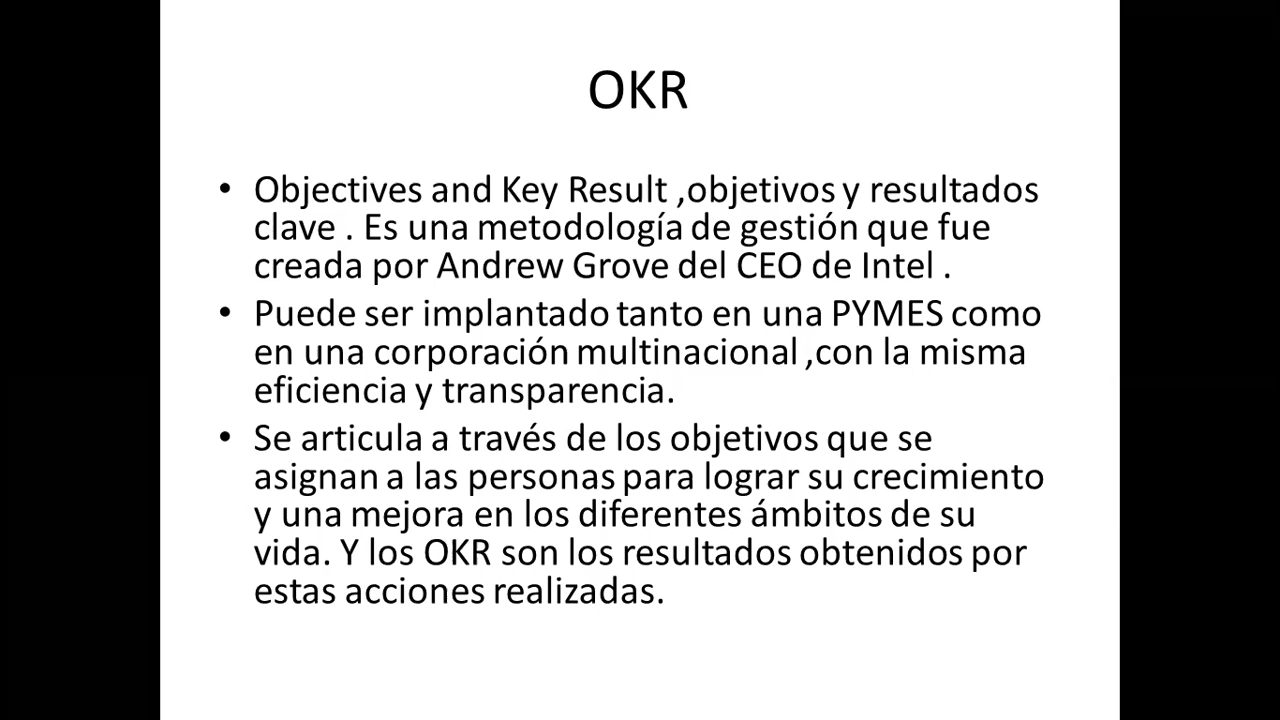 OKR
• Objectives and Key Result ,objetivos y resultados
clave . Es una metodología de gestión que fue
creada por Andrew Grove del CEO de Intel .
• Puede ser implantado tanto en una PYMES como
en una corporación multinacional ,con la misma
eficiencia y transparencia.
• Se articula a través de los objetivos que se
asignan a las personas para lograr su crecimiento
y una mejora en los diferentes ámbitos de su
vida. Y los OKR son los resultados obtenidos por
estas acciones realizadas.